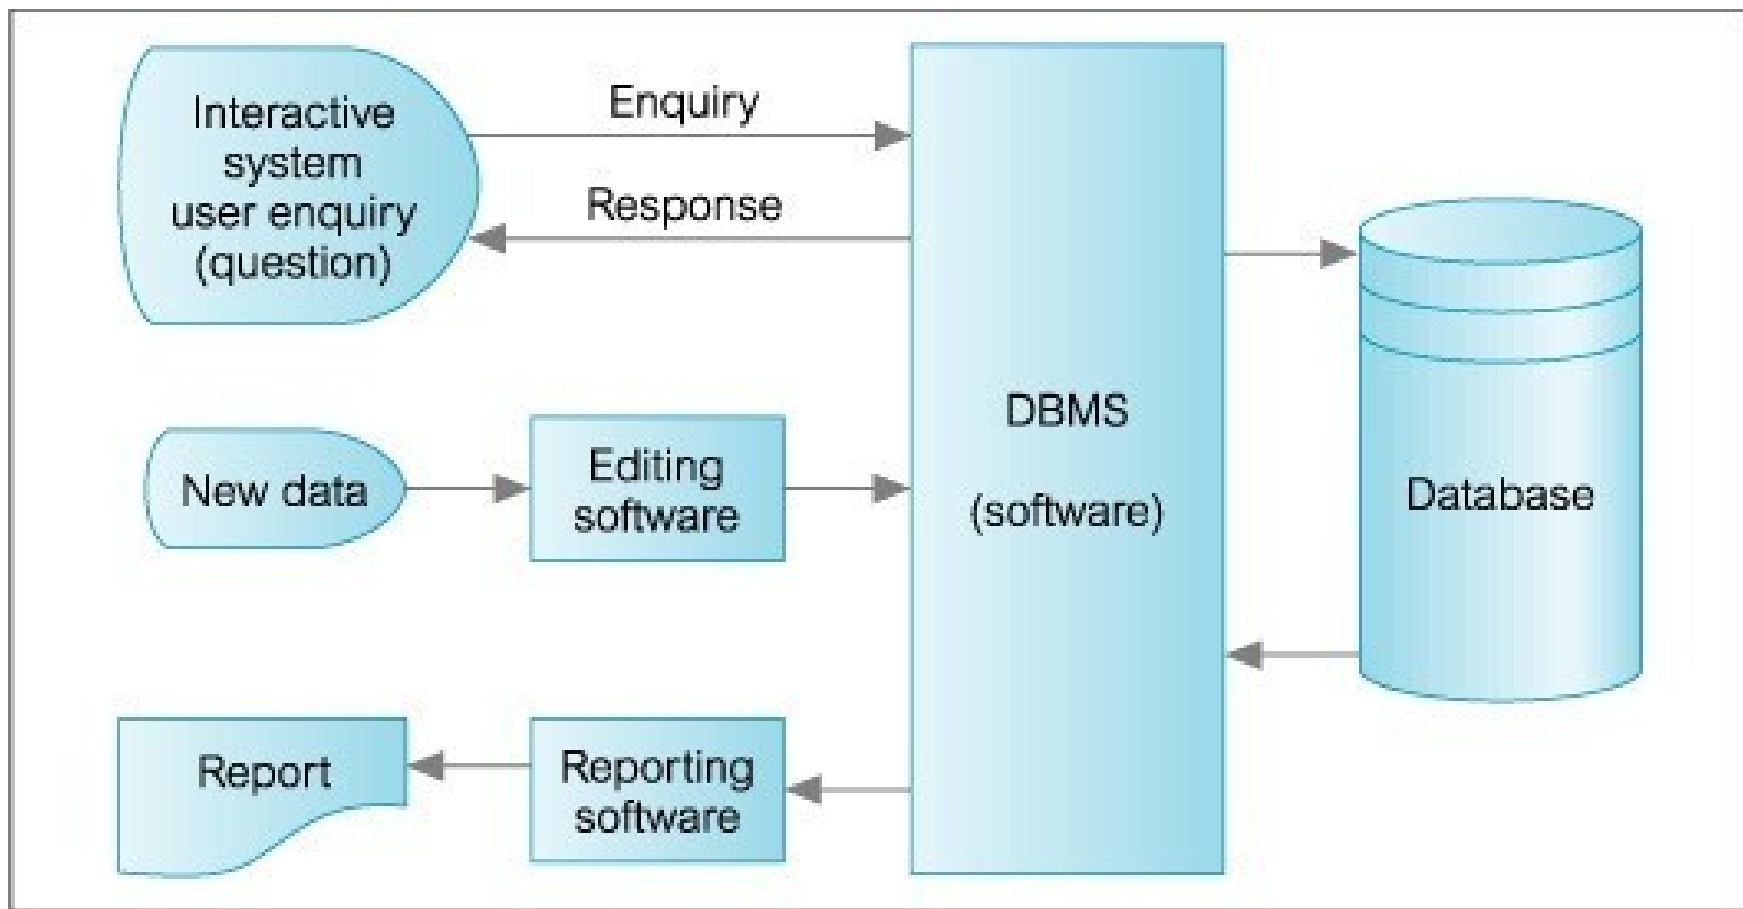 Interactive
system
user enquiry
(question)
Enquiry
Response
New data
Editing
software
Report
Reporting
software
DBMS
(software)
Database